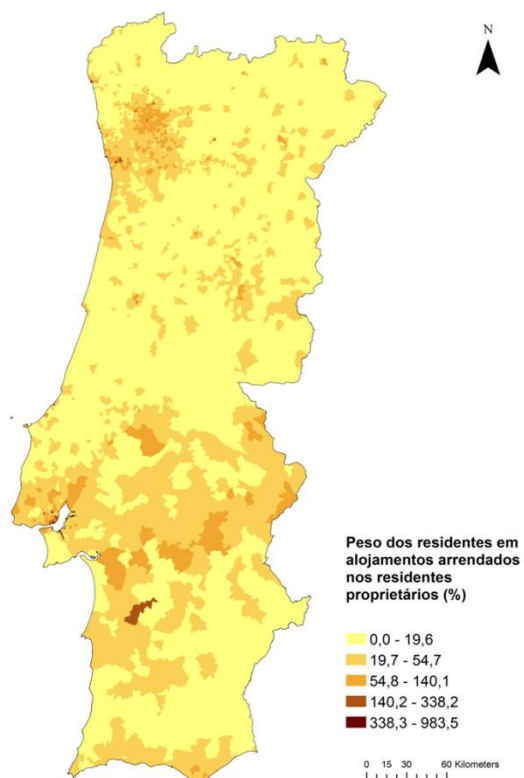 N
Peso dos residentes em
alojamentos arrendados
nos residentes
proprietários (%)
0,0 - 19,6
19,7 - 54,7
54,8 - 140,1
140,2 - 338,2
338,3 - 983,5
0 15 30 60 Kilometers